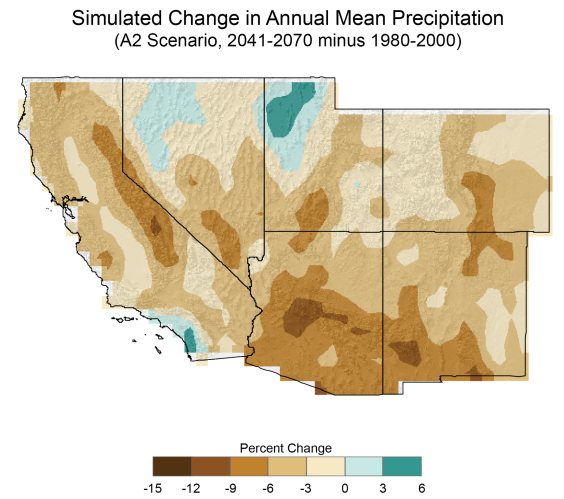 Simulated Change in Annual Mean Precipitation
(A2 Scenario, 2041-2070 minus 1980-2000)
Percent Change
-15 -12 -9 -6 -3 0 3 6